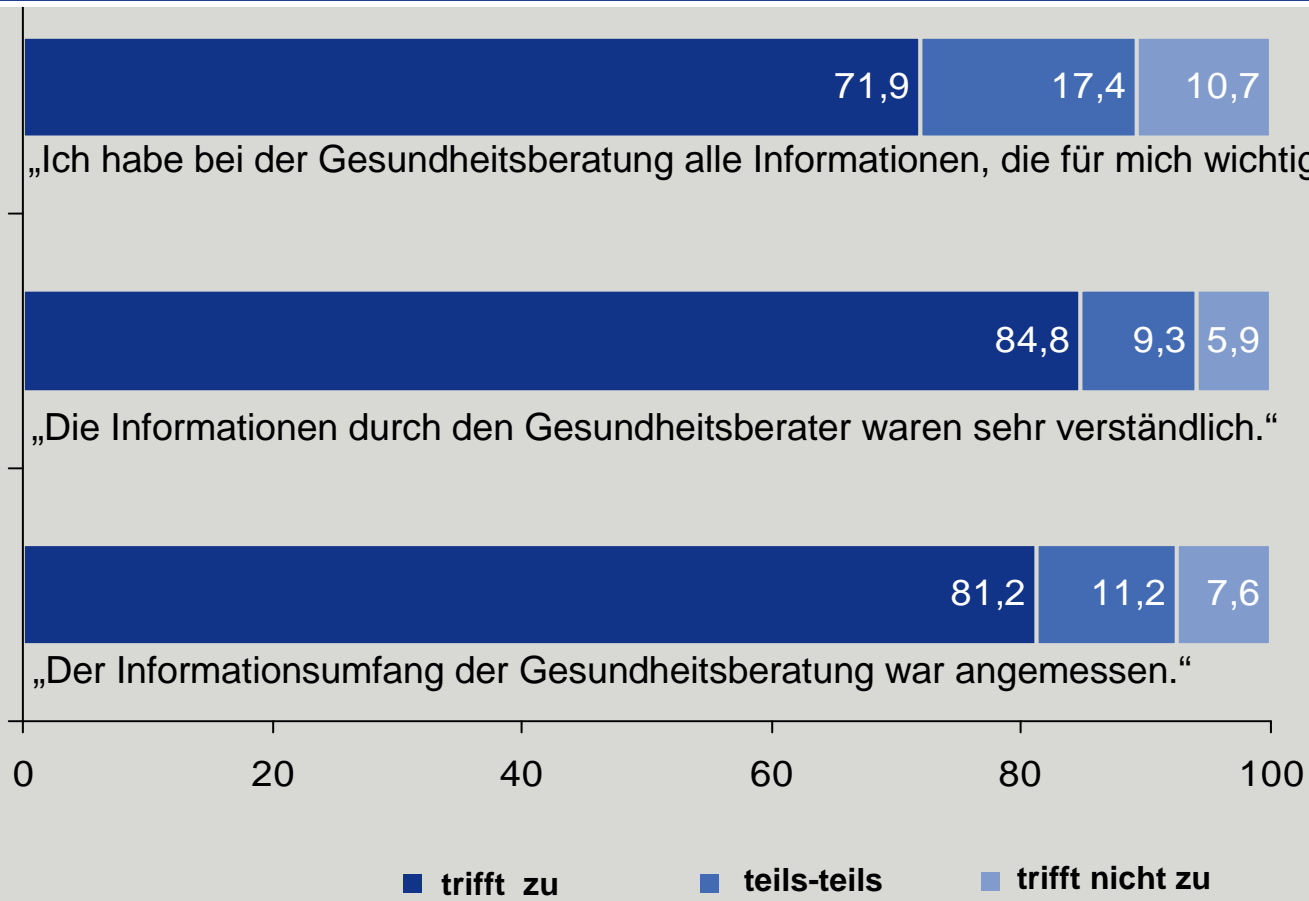 71,9 17,4 10,7
„Ich habe bei der Gesundheitsberatung alle Informationen, die für mich wichtig
84,8 9,3 5,9
„Die Informationen durch den Gesundheitsberater waren sehr verständlich.“
81,2 11,2 7,6
„Der Informationsumfang der Gesundheitsberatung war angemessen.“
0 20 40 60 80 100
trifft zu teils-teils trifft nicht zu